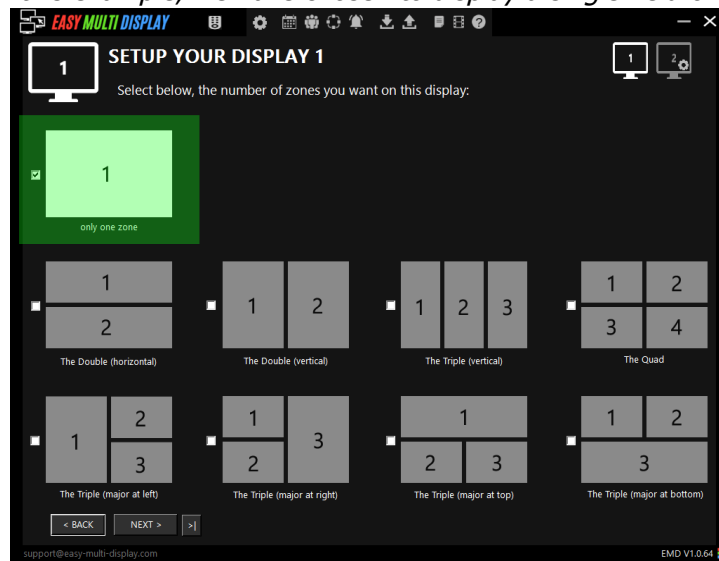 EASY MULTI DISPLAY
1
SETUP YOUR DISPLAY 1
1
2
Select below, the number of zones you want on this display:
1
only one zone
1
2
The Double (horizontal)
1 2
The Double (vertical)
1 2 3
The Triple (vertical)
1 2
3 4
The Quad
1
2
3
The Triple (major at left)
1
2
3
The Triple (major at right)
1
2 3
The Triple (major at top)
1 2
3
The Triple (major at bottom)
< BACK NEXT > >|
support@easy-multi-display.com
EMD V1.0.64